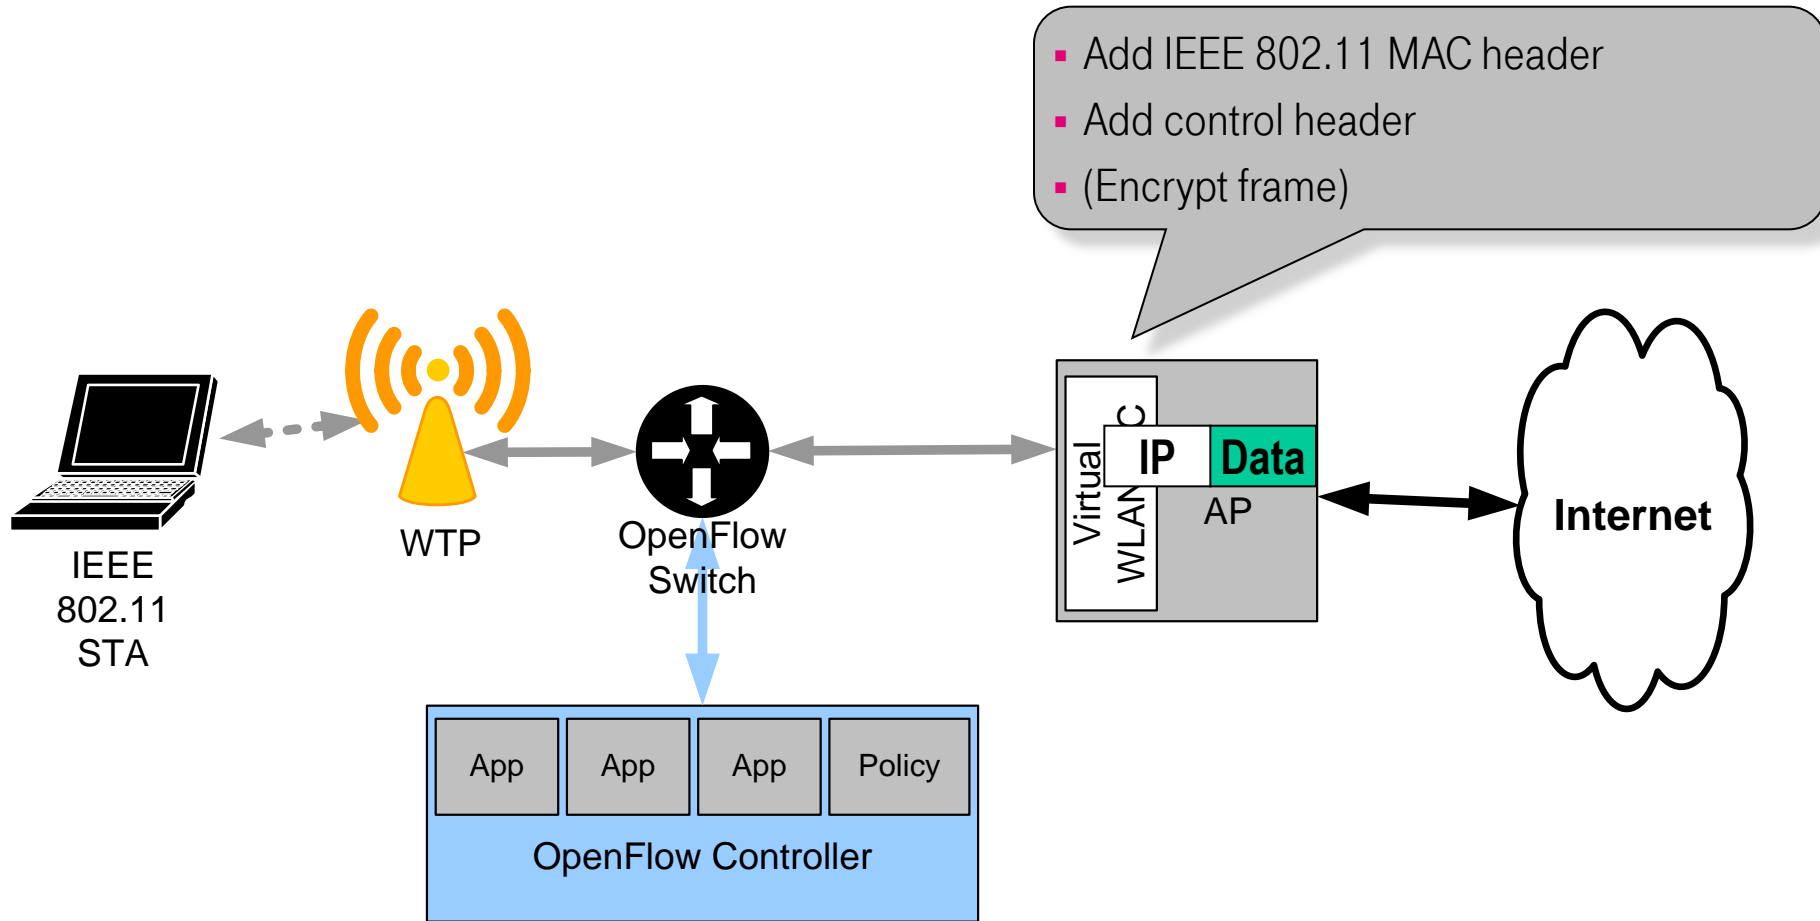 ▪ Add IEEE 802.11 MAC header
▪ Add control header
▪ (Encrypt frame)
IEEE
802.11
STA
WTP
OpenFlow
Switch
Virtual
WLAN
IP
Data
AP
Internet
App
App
App
Policy
OpenFlow Controller